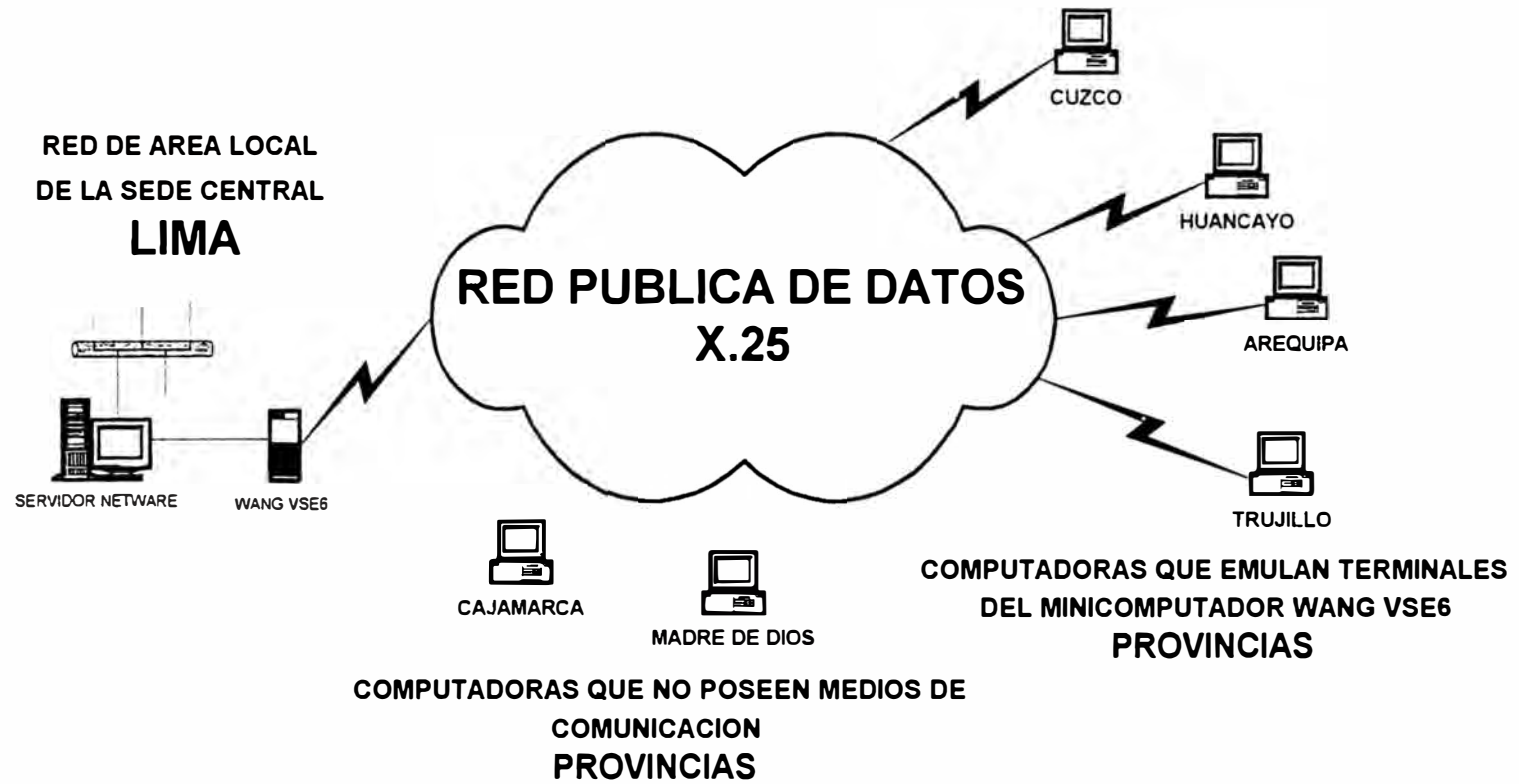 RED DE AREA LOCAL
DE LA SEDE CENTRAL
LIMA
SERVIDOR NETWARE
WANG VSE6
RED PUBLICA DE DATOS
X.25
CUZCO
HUANCAYO
AREQUIPA
TRUJILLO
COMPUTADORAS QUE EMULAN TERMINALES
DEL MINICOMPUTADOR WANG VSE6
PROVINCIAS
CAJAMARCA
MADRE DE DIOS
COMPUTADORAS QUE NO POSEEN MEDIOS DE
COMUNICACION
PROVINCIAS